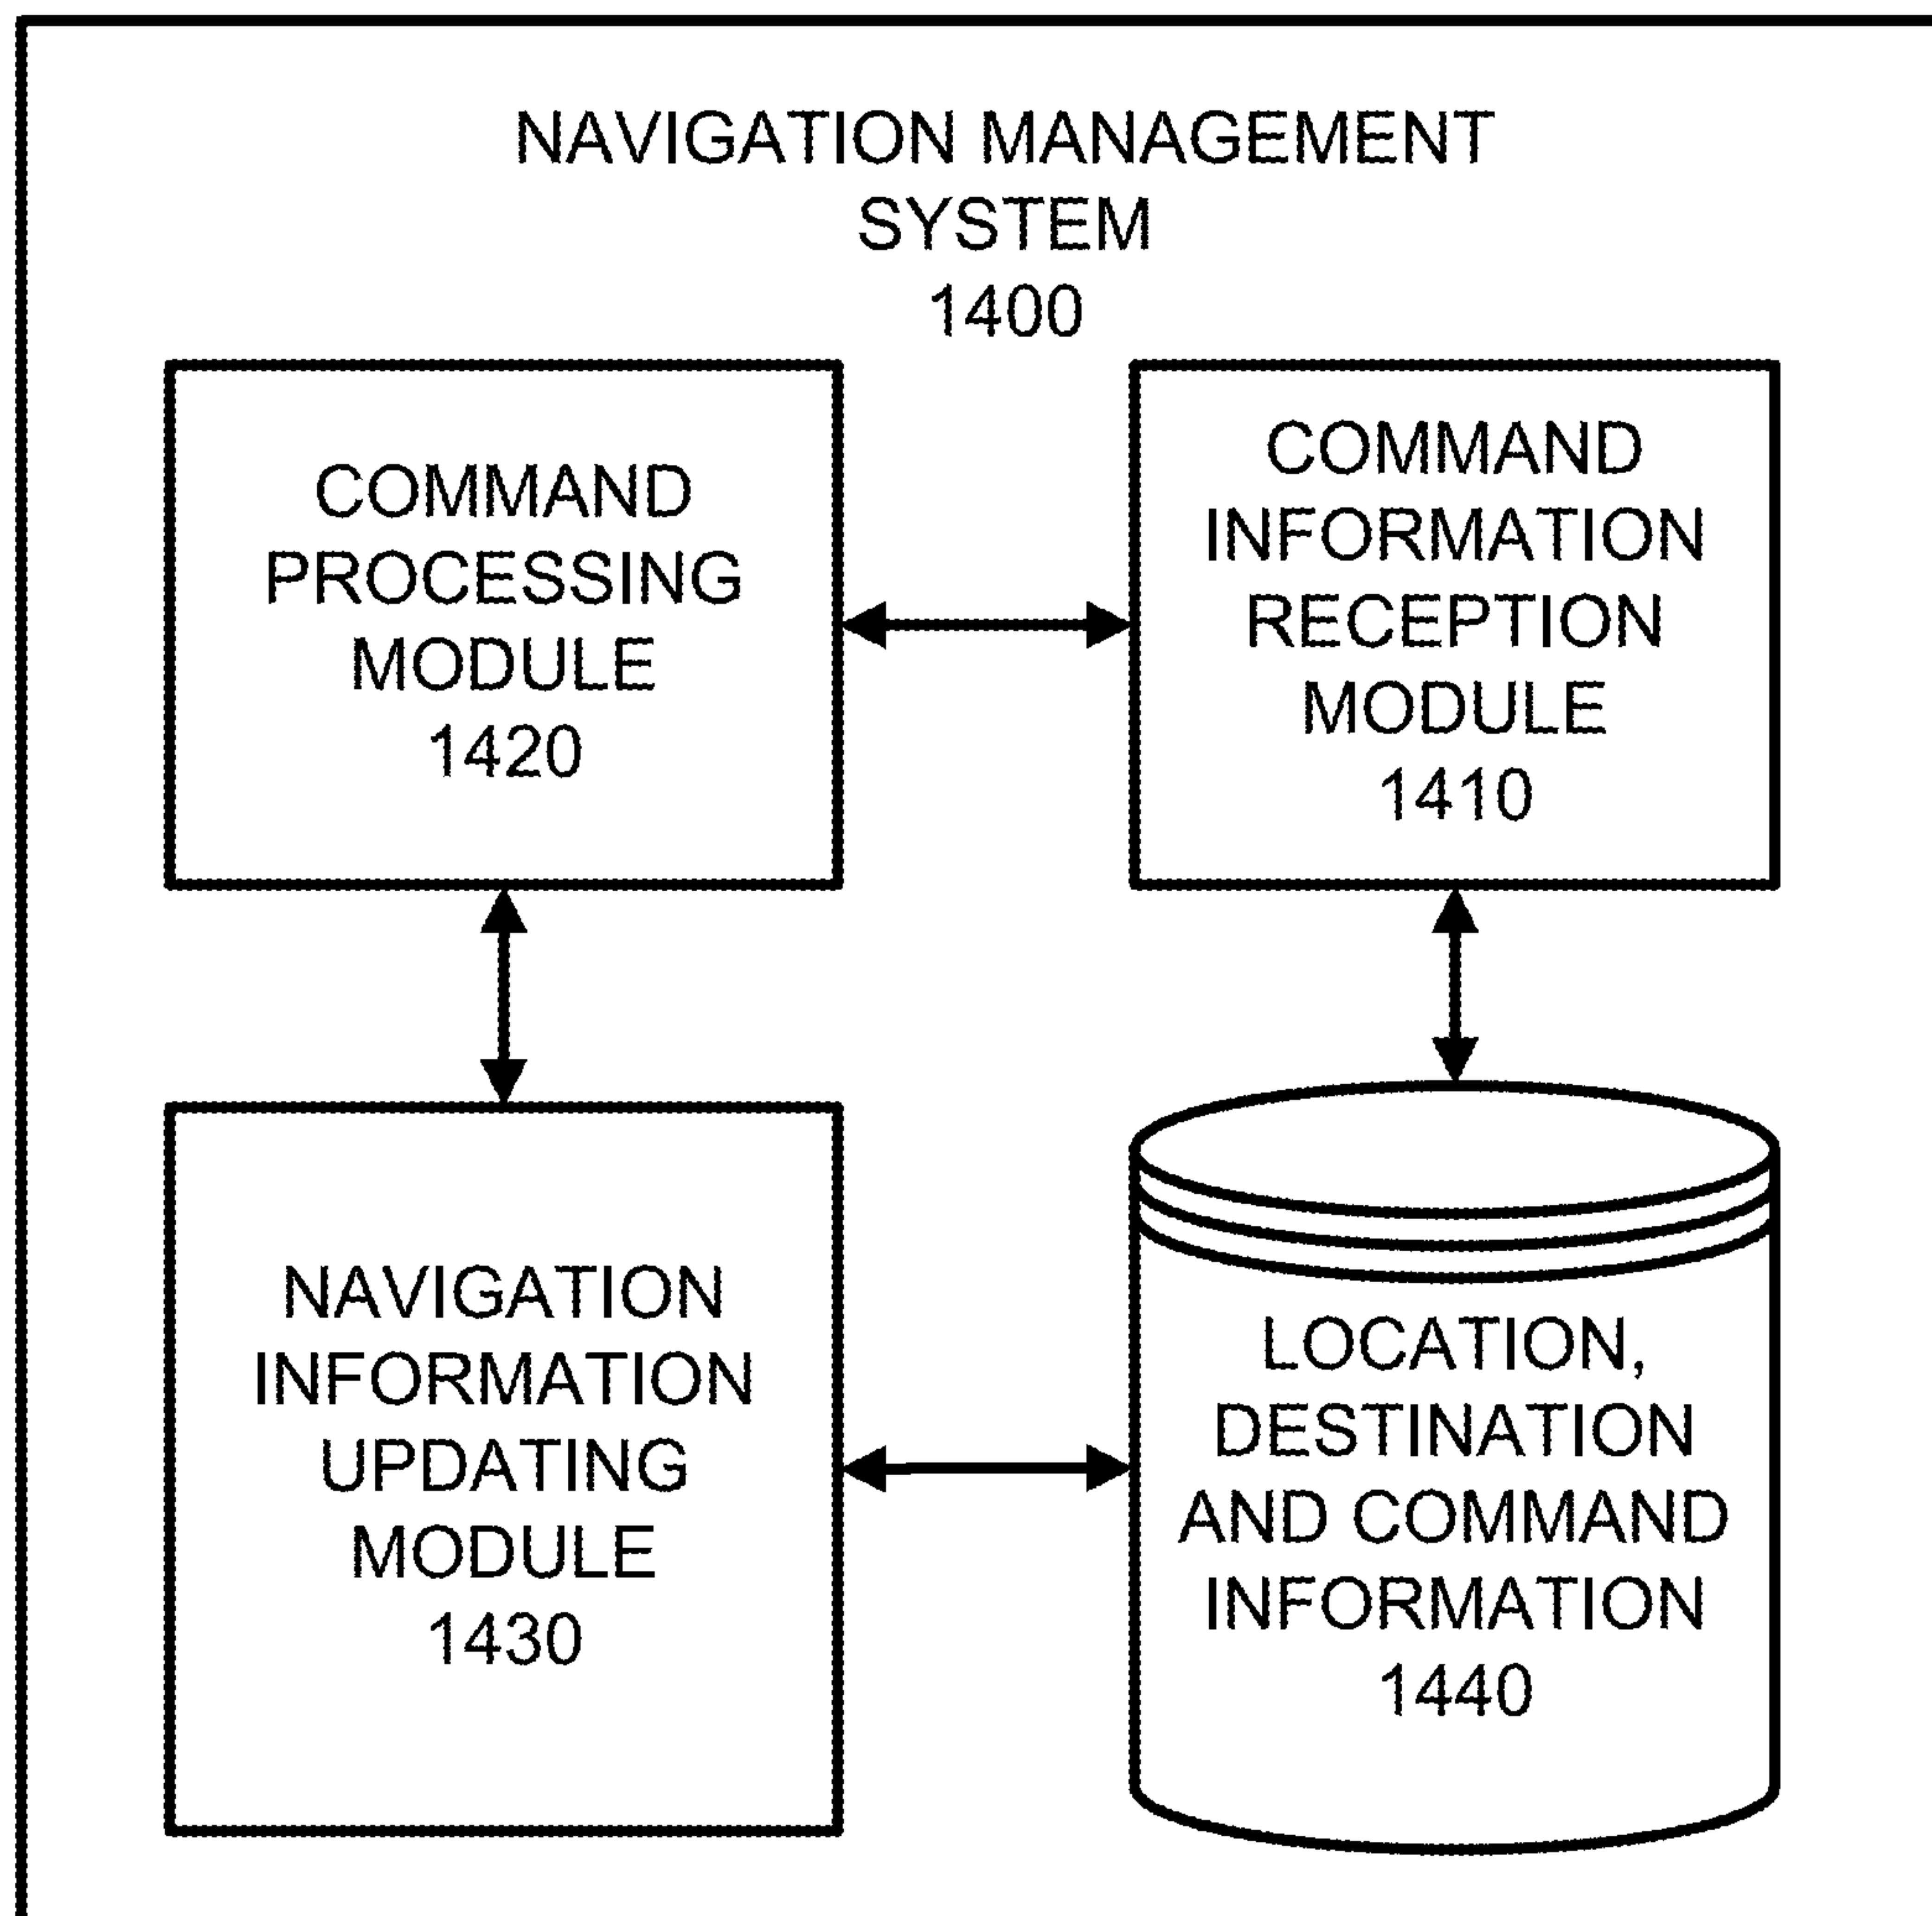 NAVIGATION MANAGEMENT
SYSTEM
1400
COMMAND
PROCESSING
MODULE
1420
COMMAND
INFORMATION
RECEPTION
MODULE
1410
NAVIGATION
INFORMATION
UPDATING
MODULE
1430
LOCATION,
DESTINATION
AND COMMAND
INFORMATION
1440